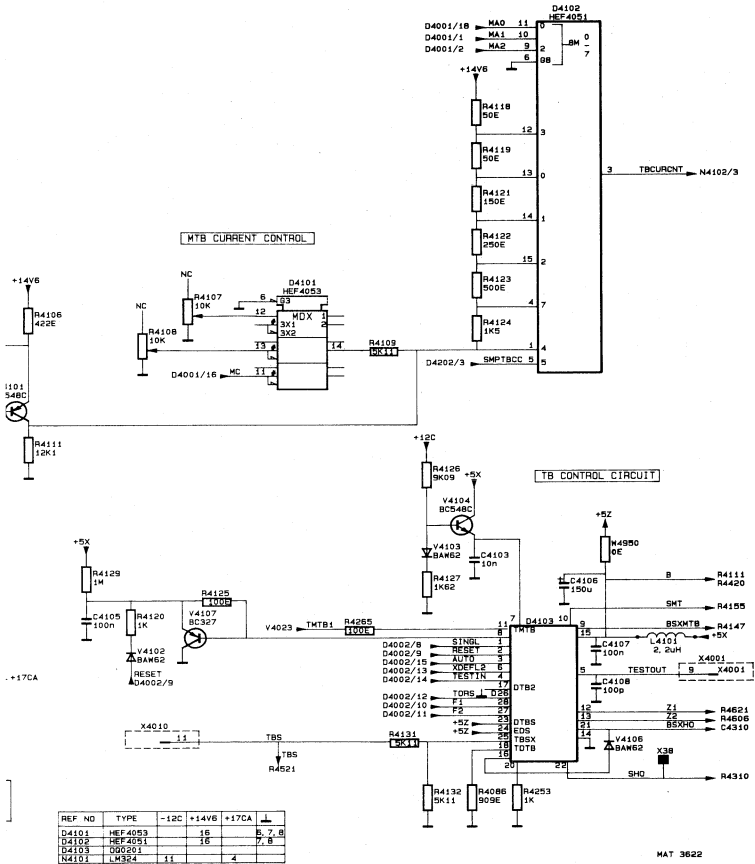 D4102
HEF4051
D4001/18 MA0 11 0
D4001/1 MA1 10
D4001/2 MA2 9 2
6 G8
8M 0
7
+14V6
R4118
50E
12 3
R4119
50E
13 0
3 TBCURCNT N4102/3
R4121
150E
14 1
R4122
250E
15 2
R4123
500E
4 7
R4124
1K5
1 4
D4202/3 SMPTBCC 5 5
MTB CURRENT CONTROL
+14V6
R4106
422E
NC
R4107
10K
NC
R4108
10K
D4101
HEF4053
6 G3
MDX
12
3X1
3X2
1
2
13
14
R4109
5K11
D4001/16 MC 11
4101
548C
R4111
12K1
TB CONTROL CIRCUIT
+12C
R4126
9K09
+5X
V4104
BC548C
V4103
BAW62
C4103
10n
R4127
1K62
+5Z
W4950
0E
C4106
150u
B R4111
R4420
SMT R4155
+5X
R4129
1M
R4125
100E
C4105
100n
R4120
1K
V4107
BC327
V4102
BAW62
RESET
D4002/9
V4023 TMTB1 R4265
100E
7 D4103 10
11 TMTB
8
9 BSXMTB R4147
15 C4107
100n
L4101
2,2uH
+5X
D4002/8 SINGL 1
D4002/9 RESET 2
D4002/15 AUTO 3
D4002/13 XDEFL2 6
D4002/14 TESTIN 4
17 DTB2
5 TESTOUT 9 X4001
X4001
C4108
100p
D4002/12 TORS D26
D4002/10 F1 28
D4002/11 F2 27
+5Z 23 DTBS
+5Z 24 EDS
25 TBSX
18 TDTB
16
12 Z1 R4621
13 Z2 R4606
21 BSXHO C4310
14
V4106
BAW62
20
22
X38
SHO R4310
+17CA
X4010
11 TBS
TBS
R4521
R4131
5K11
R4132
5K11
R4086
909E
R4253
1K
REF NO TYPE -12C +14V6 +17CA
D4101 HEF4053 16 6,7,8
D4102 HEF4051 16 7,8
D4103 OQ0201
N4101 LM324 11 4
MAT 3622